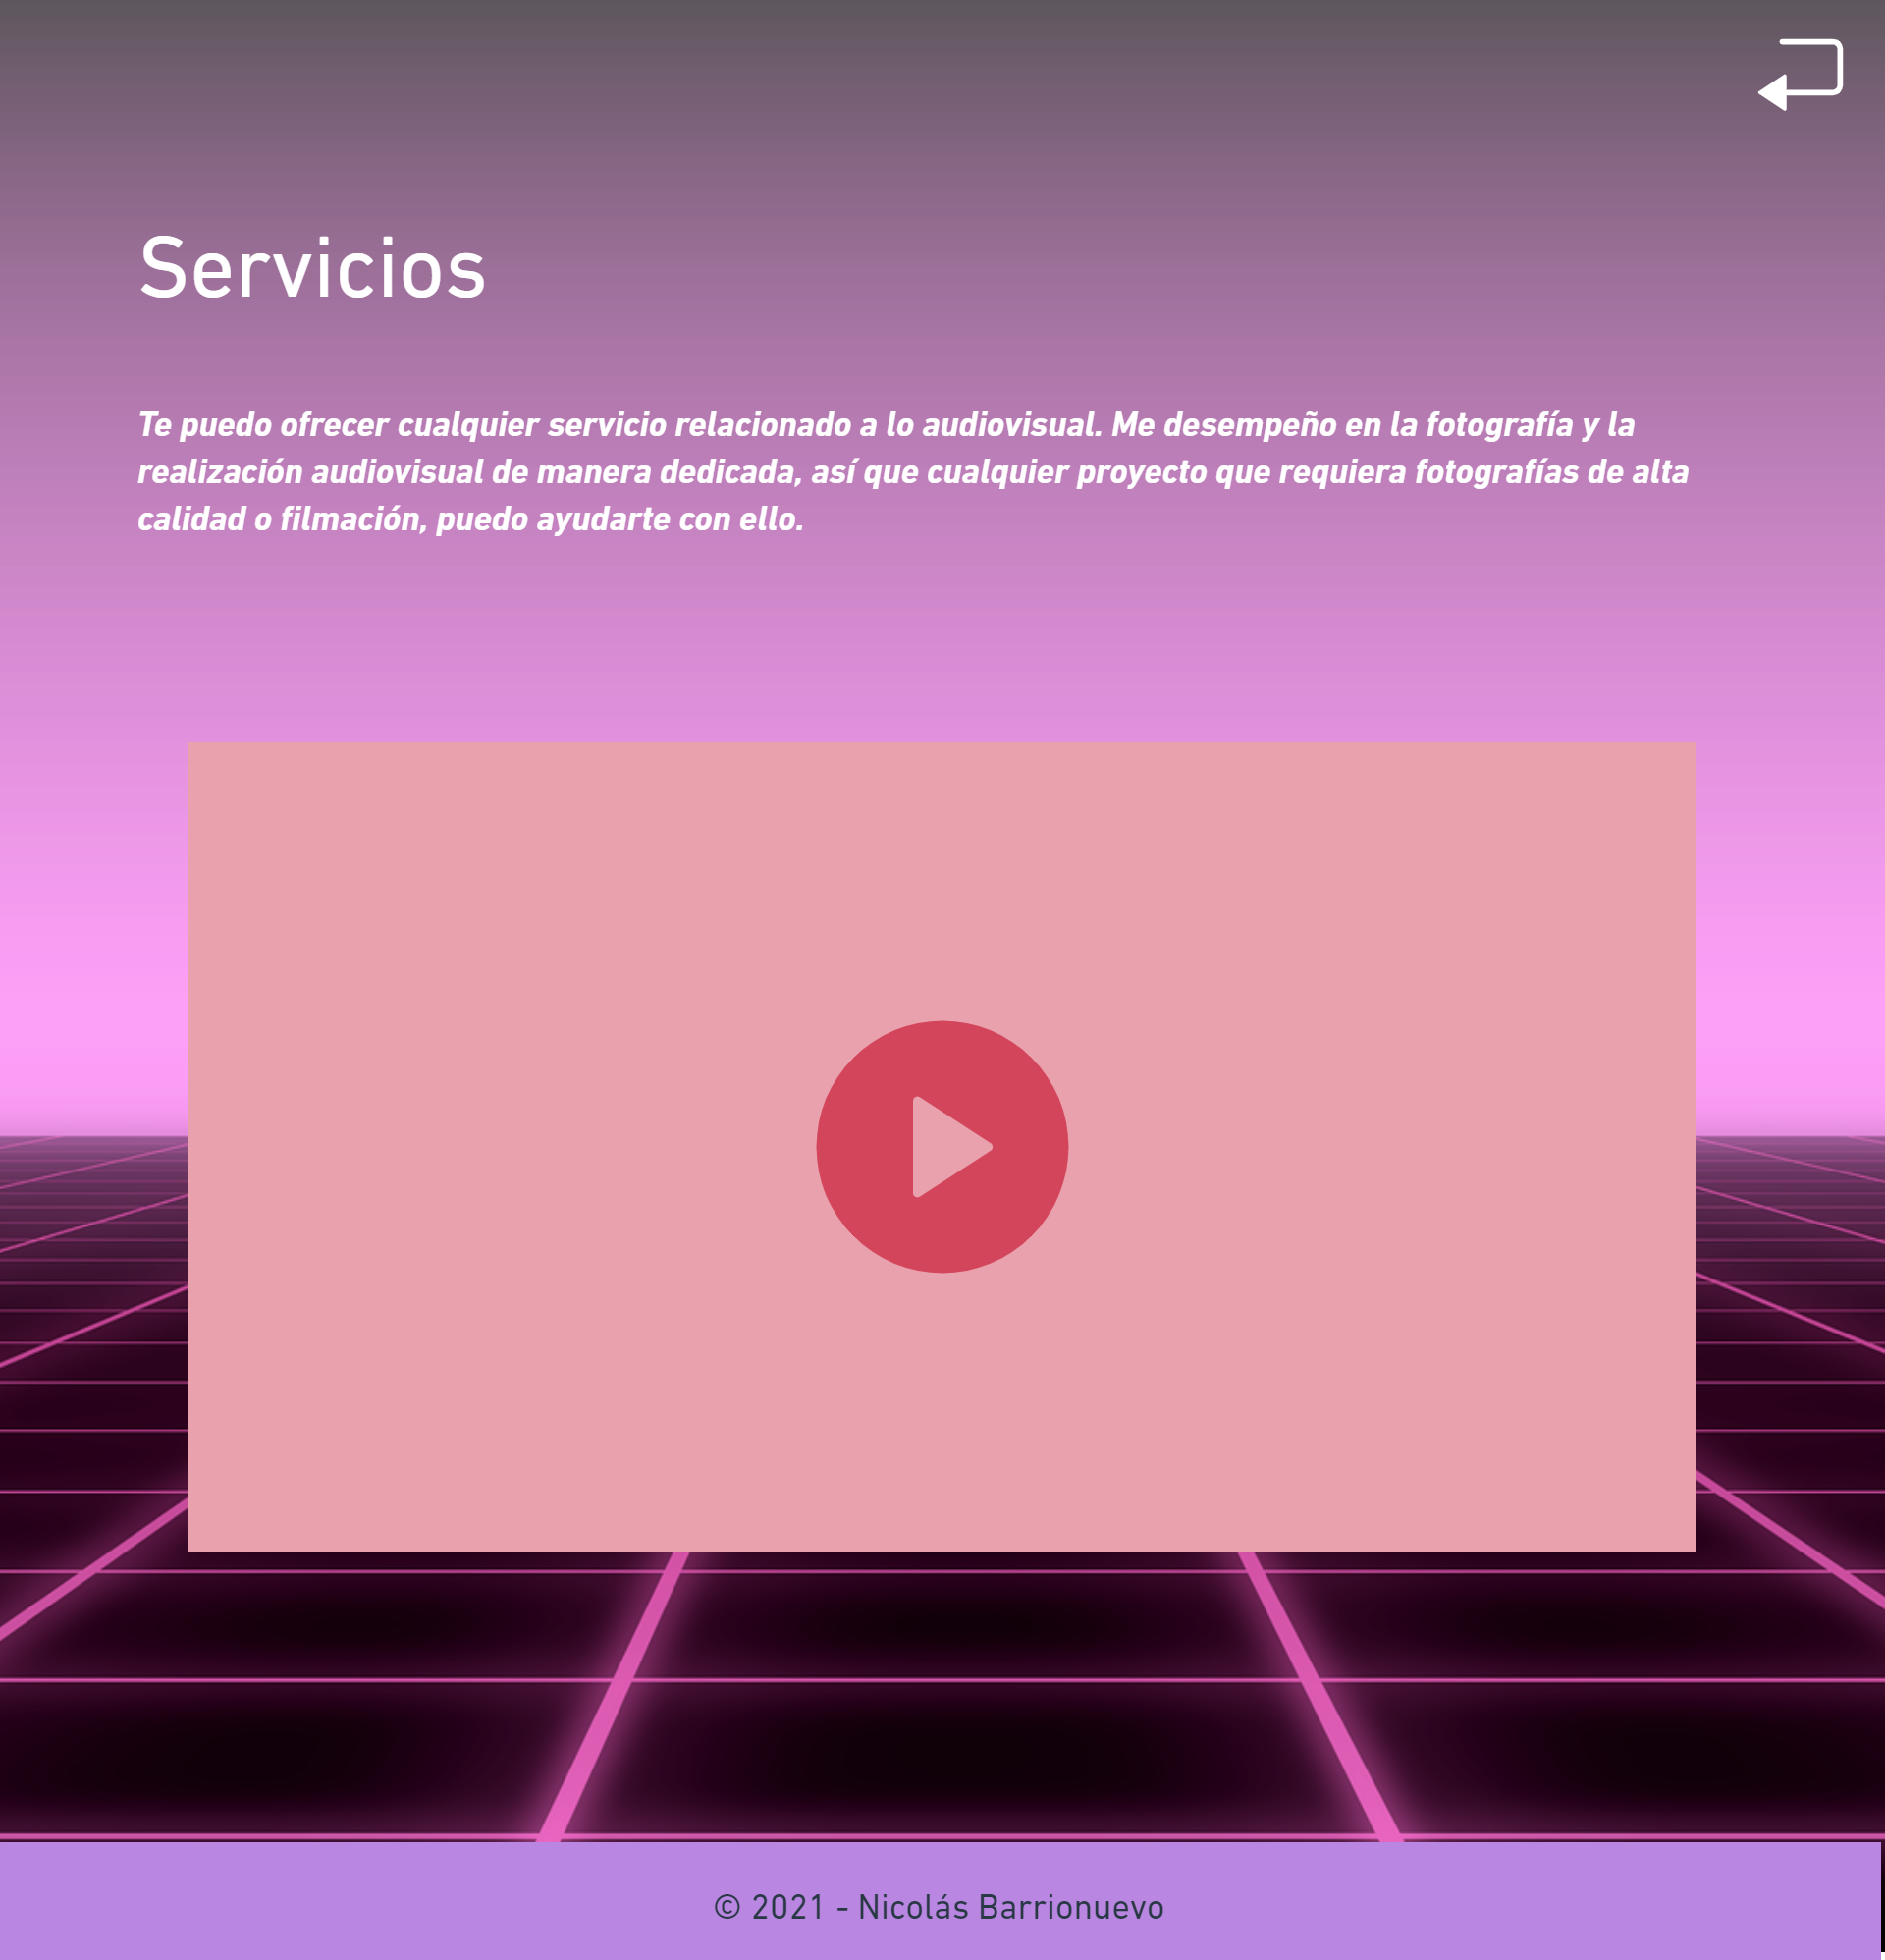 Servicios
Te puedo ofrecer cualquier servicio relacionado a lo audiovisual. Me desempeño en la fotografía y la
realización audiovisual de manera dedicada, así que cualquier proyecto que requiera fotografías de alta
calidad o filmación, puedo ayudarte con ello.
© 2021 - Nicolás Barrionuevo